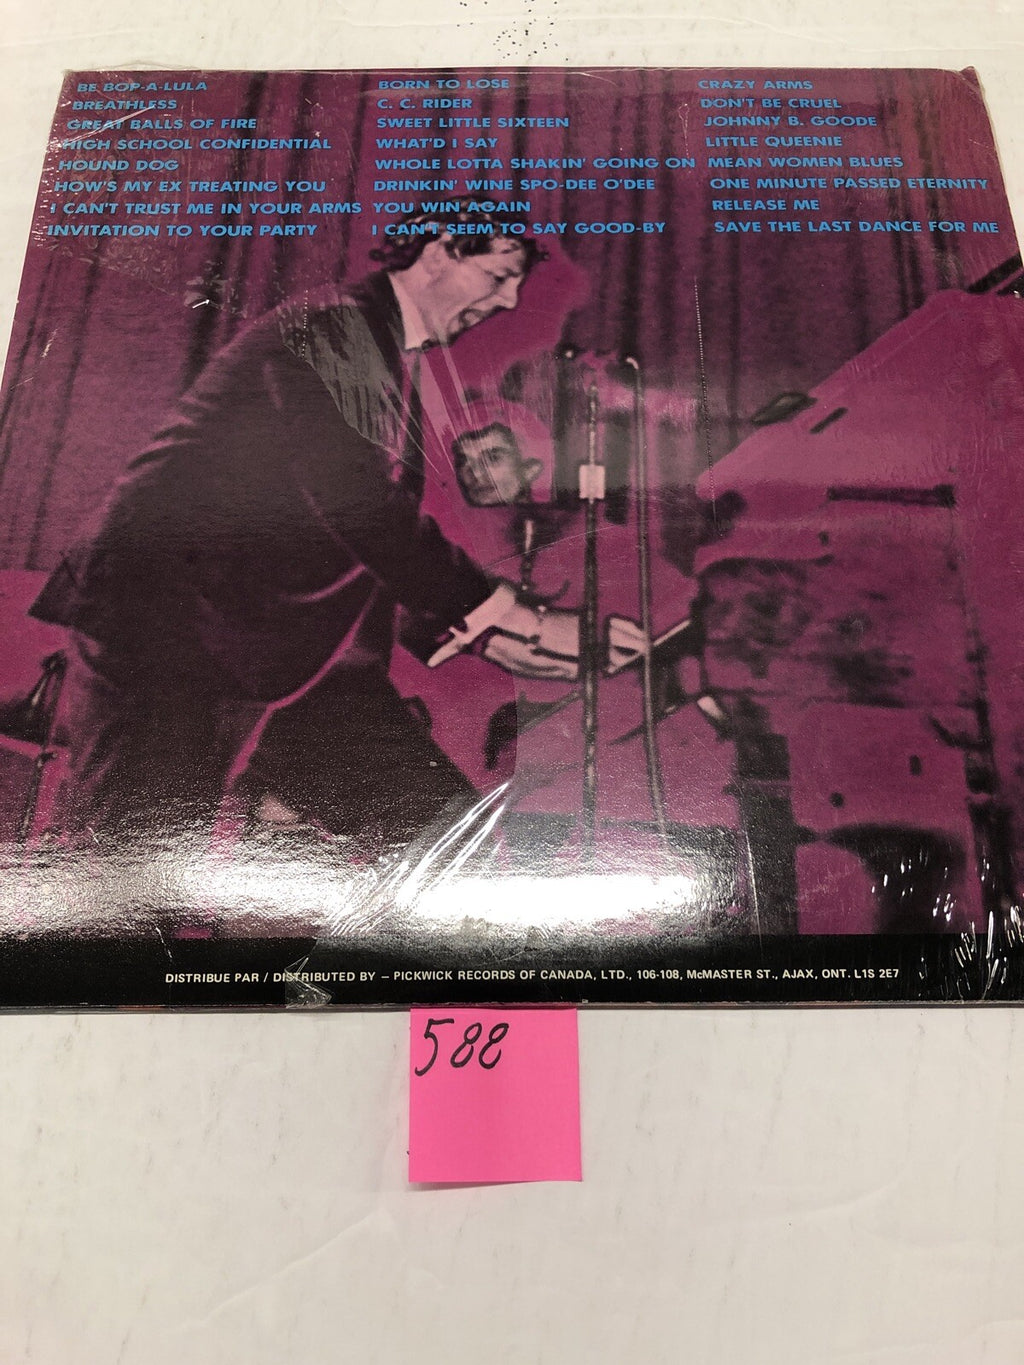 BE BOP-A-LULA
BREATHLESS
GREAT BALLS OF FIRE
HIGH SCHOOL CONFIDENTIAL
HOUND DOG
HOW'S MY EX TREATING YOU
I CAN'T TRUST ME IN YOUR ARMS
INVITATION TO YOUR PARTY
BORN TO LOSE
C. C. RIDER
SWEET LITTLE SIXTEEN
WHAT'D I SAY
WHOLE LOTTA SHAKIN' GOING ON
DRINKIN' WINE SPO-DEE O'DEE
YOU WIN AGAIN
I CAN'T SEEM TO SAY GOOD-BY
CRAZY ARMS
DON'T BE CRUEL
JOHNNY B. GOODE
LITTLE QUEENIE
MEAN WOMEN BLUES
ONE MINUTE PASSED ETERNITY
RELEASE ME
SAVE THE LAST DANCE FOR ME
DISTRIBUE PAR / DISTRIBUTED BY – PICKWICK RECORDS OF CANADA, LTD., 106-108, McMASTER ST., AJAX, ONT. L1S 2E7
588